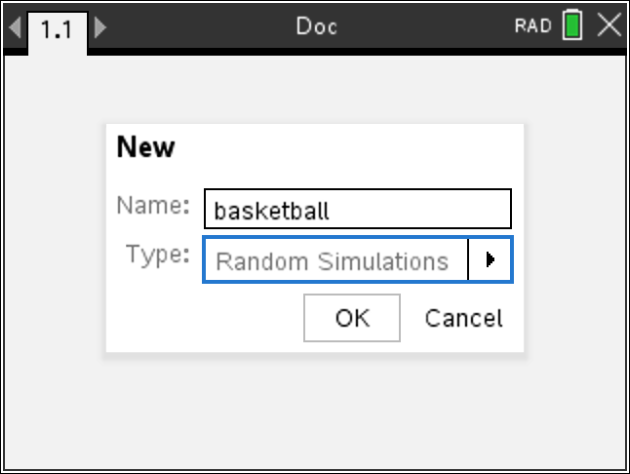 1.1 Doc RAD
New
Name: basketball
Type: Random Simulations
OK Cancel